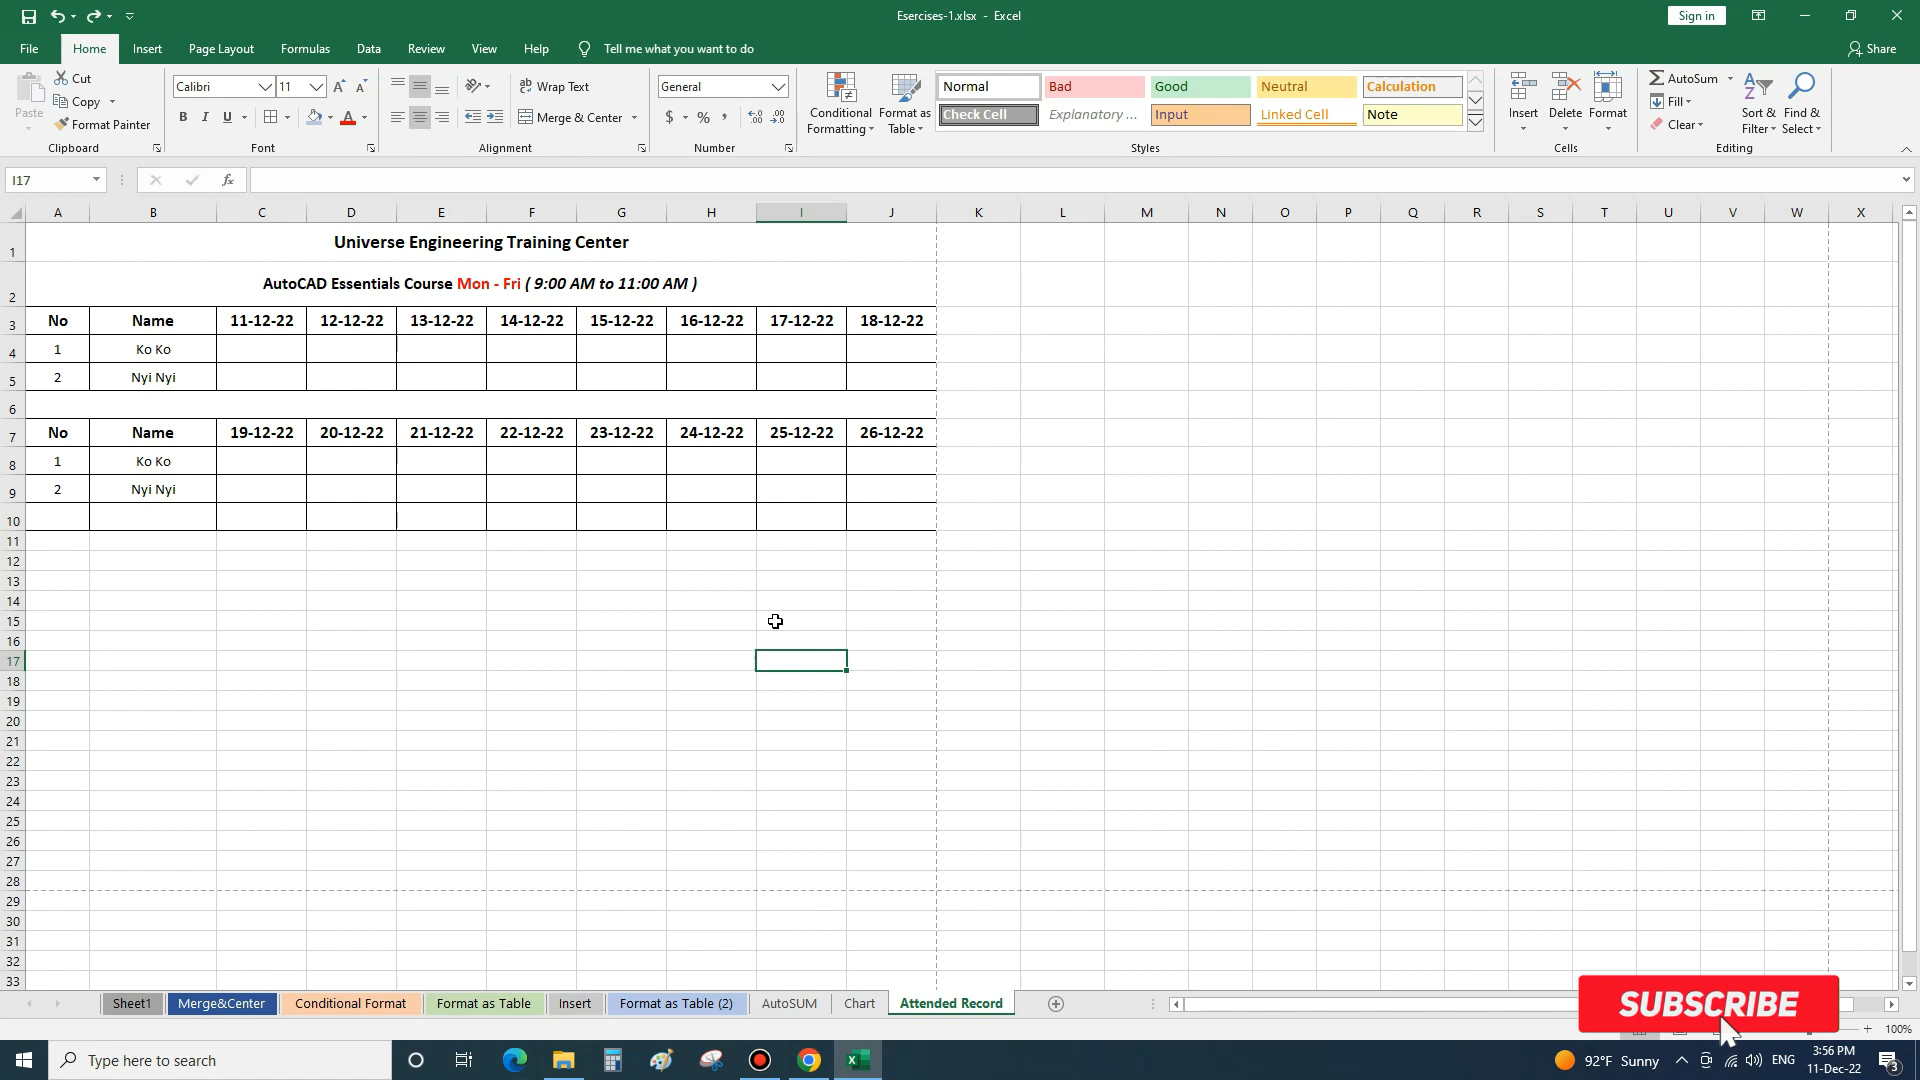 Esercises-1.xlsx - Excel
Sign in
File Home Insert Page Layout Formulas Data Review View Help Tell me what you want to do Share
Paste
Cut
Copy
Format Painter
Clipboard
Calibri 11
B I U
Font
Wrap Text
Merge & Center
Alignment
General
$ % ,
Number
Conditional Formatting
Format as Table
Normal Bad Good Neutral Calculation
Check Cell Explanatory ... Input Linked Cell Note
Styles
Insert Delete Format
Cells
AutoSum
Fill
Clear
Sort & Filter
Find & Select
Editing
I17 fx
A B C D E F G H I J K L M N O P Q R S T U V W X
1 Universe Engineering Training Center
2 AutoCAD Essentials Course Mon - Fri ( 9:00 AM to 11:00 AM )
3 No Name 11-12-22 12-12-22 13-12-22 14-12-22 15-12-22 16-12-22 17-12-22 18-12-22
4 1 Ko Ko
5 2 Nyi Nyi
6
7 No Name 19-12-22 20-12-22 21-12-22 22-12-22 23-12-22 24-12-22 25-12-22 26-12-22
8 1 Ko Ko
9 2 Nyi Nyi
10
11
12
13
14
15
16
17
18
19
20
21
22
23
24
25
26
27
28
29
30
31
32
33
Sheet1 Merge&Center Conditional Format Format as Table Insert Format as Table (2) AutoSUM Chart Attended Record
SUBSCRIBE
100%
Type here to search
92°F Sunny
ENG
3:56 PM
11-Dec-22
3